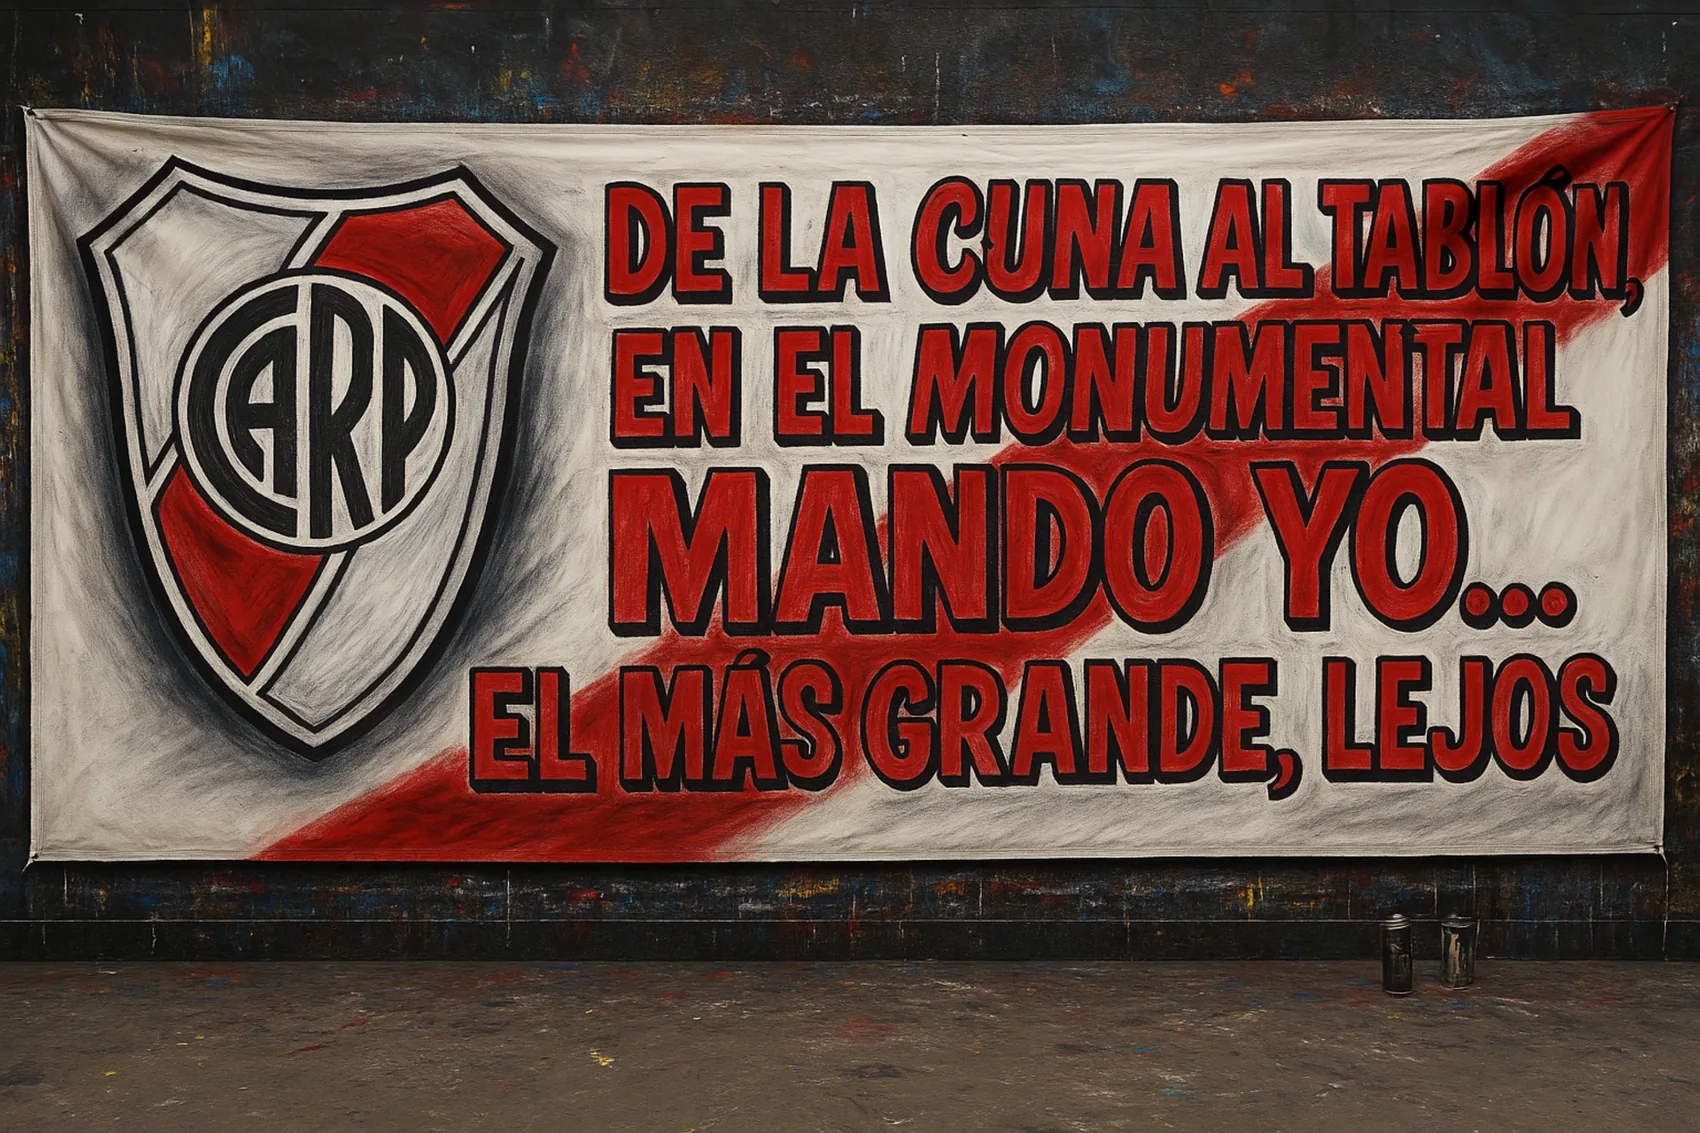 CARP
DE LA CUNA AL TABLÓN,
EN EL MONUMENTAL
MANDO YO...
EL MÁS GRANDE, LEJOS